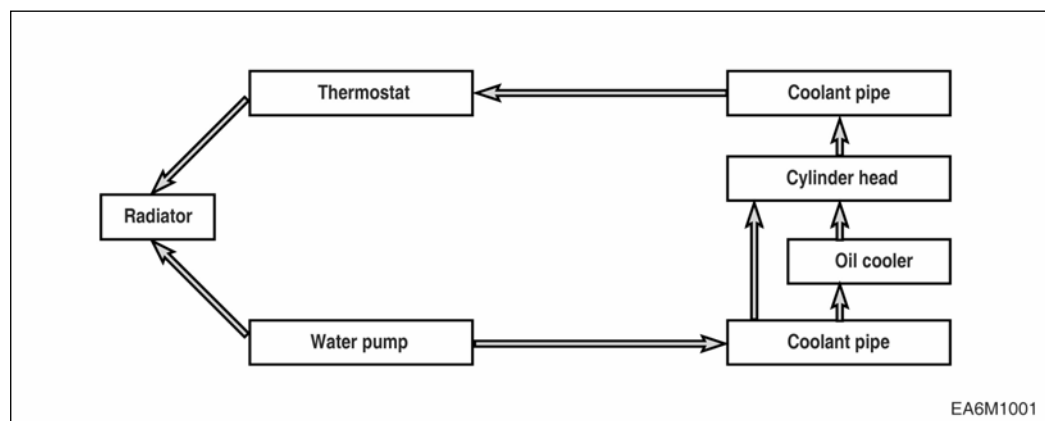 Thermostat
Coolant pipe
Cylinder head
Radiator
Oil cooler
Water pump
Coolant pipe
EA6M1001